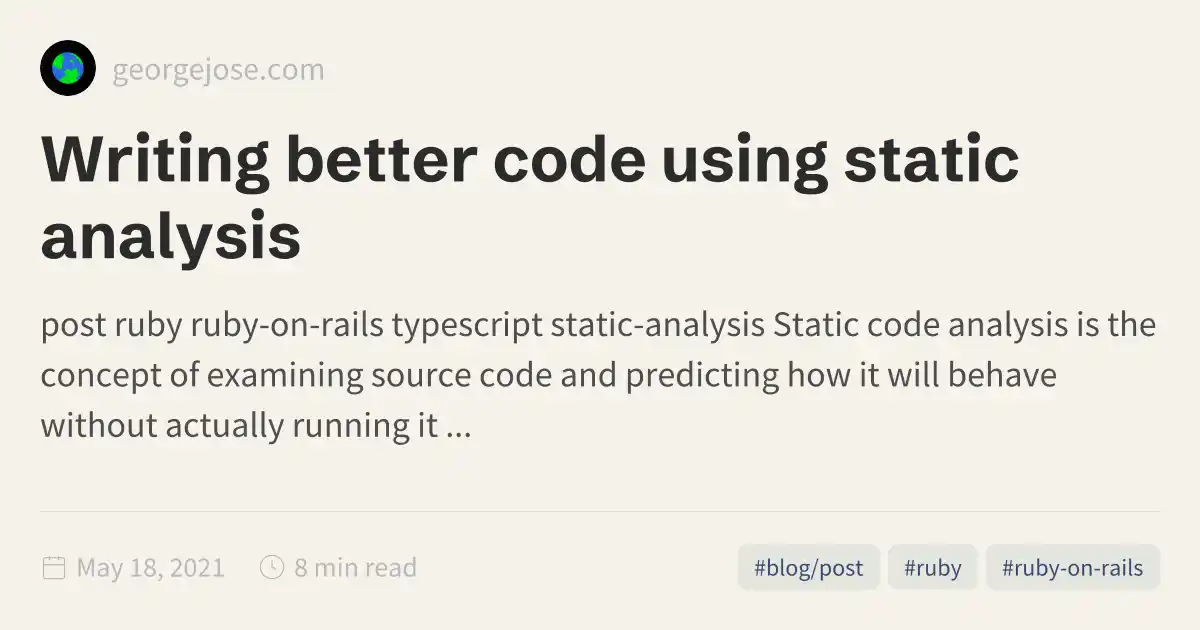 georgejose.com
Writing better code using static
analysis
post ruby ruby-on-rails typescript static-analysis Static code analysis is the
concept of examining source code and predicting how it will behave
without actually running it ...
May 18, 2021 8 min read #blog/post #ruby #ruby-on-rails